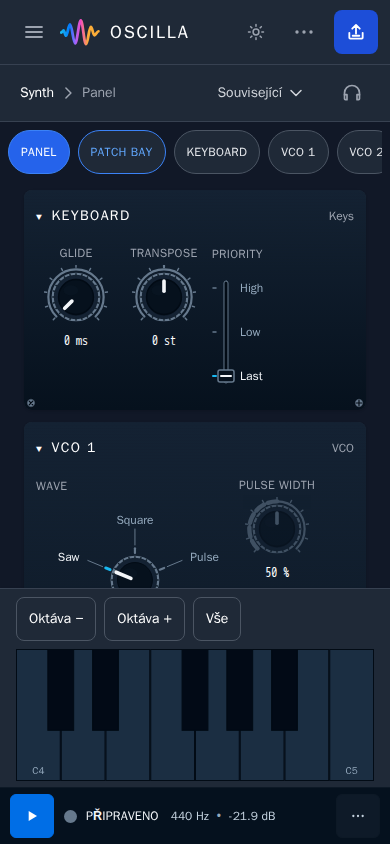 OSCILLA
Synth Panel Související
PANEL PATCH BAY KEYBOARD VCO 1 VCO 2
KEYBOARD Keys
GLIDE TRANSPOSE PRIORITY
High
Low
Last
0 ms 0 st
VCO 1 VCO
WAVE PULSE WIDTH
Square
Saw Pulse
50 %
Oktáva − Oktáva + Vše
C4 C5
PŘIPRAVENO 440 Hz • -21.9 dB